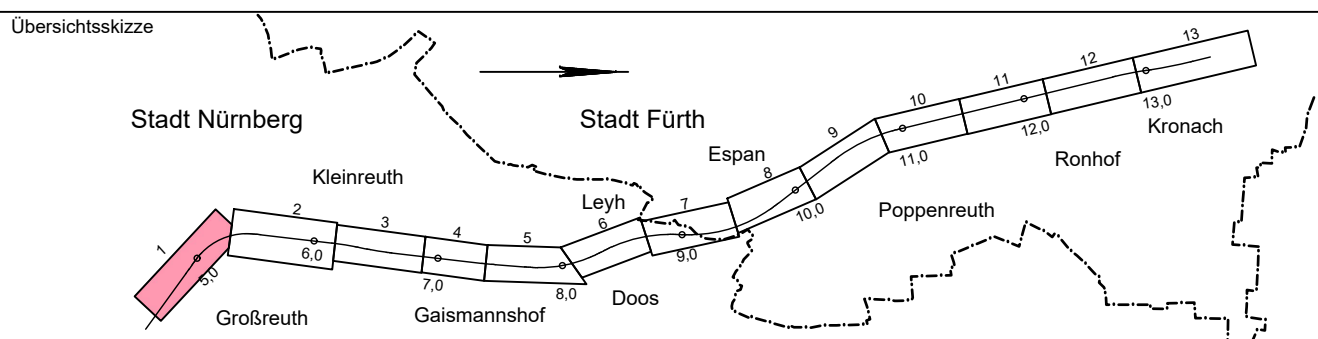 Übersichtsskizze
Stadt Nürnberg
Stadt Fürth
Kleinreuth
Leyh
Espan
Großreuth
Gaismannshof
Doos
Poppenreuth
Ronhof
Kronach
1
2
3
4
5
6
7
8
9
10
11
12
13
5,0
6,0
7,0
8,0
9,0
10,0
11,0
12,0
13,0